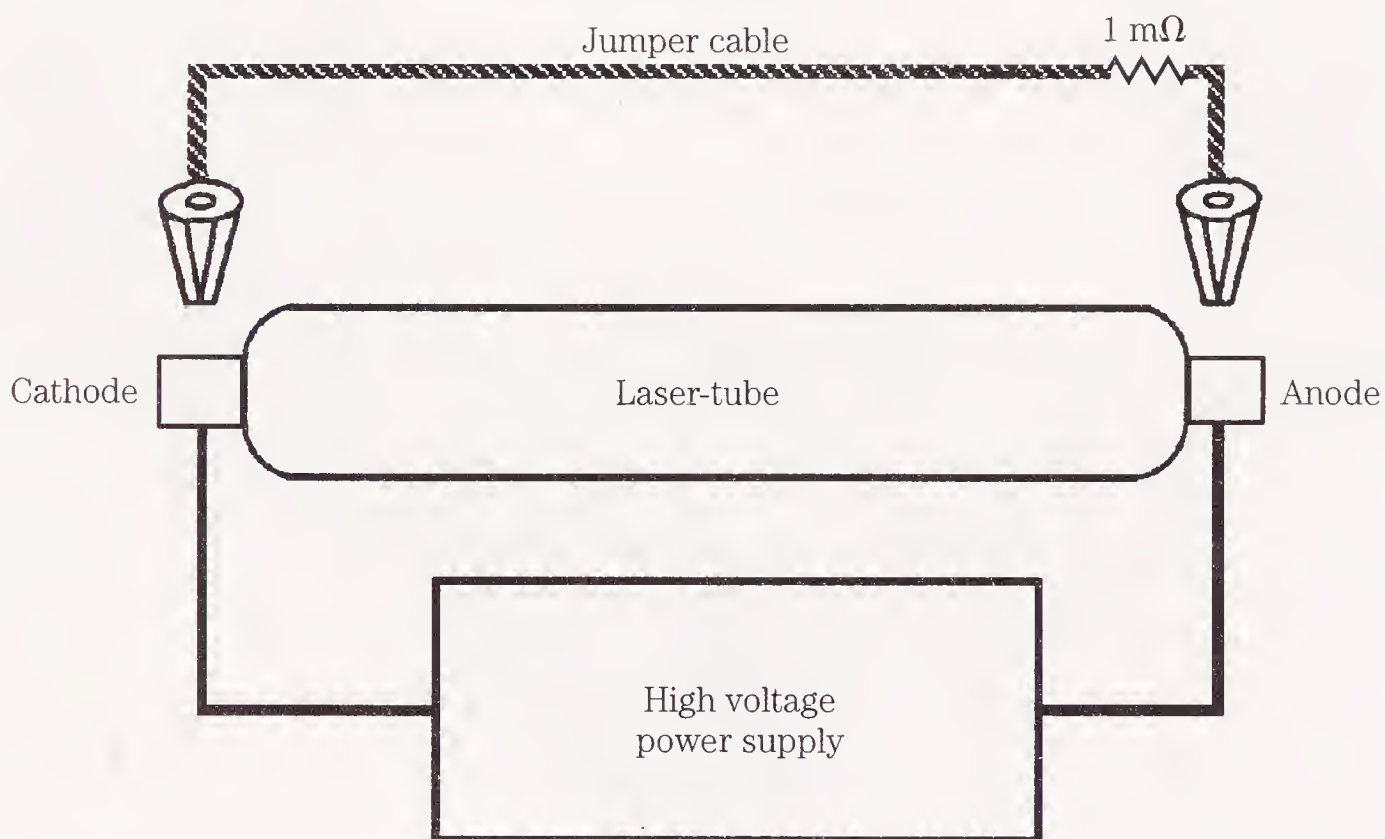 1 mΩ
Jumper cable
Cathode
Laser-tube
Anode
High voltage
power supply